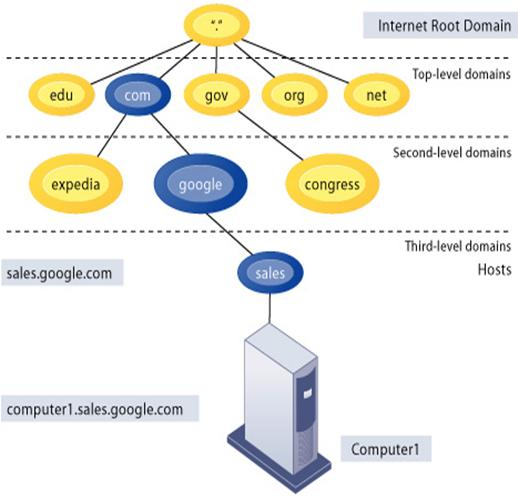 “ ”
.
Internet Root Domain
Top-level domains
edu
com
gov
org
net
Second-level domains
expedia
google
congress
Third-level domains
Hosts
sales.google.com
sales
computer1.sales.google.com
Computer1